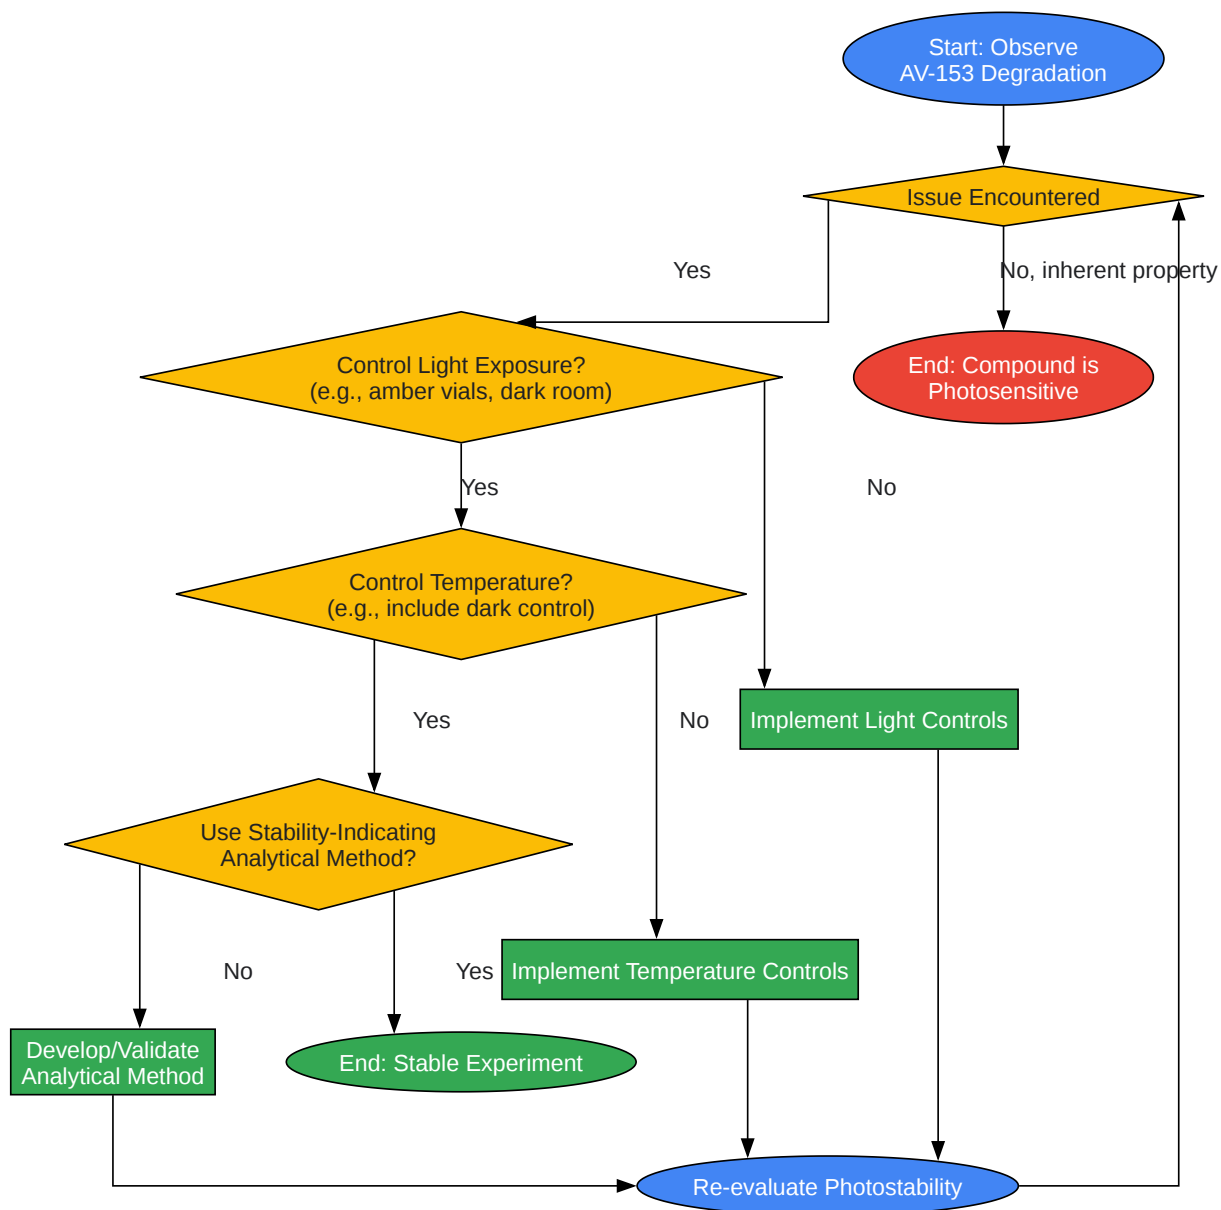 Start: Observe
AV-153 Degradation
Issue Encountered
Yes
No, inherent property
Control Light Exposure?
(e.g., amber vials, dark room)
End: Compound is
Photosensitive
Yes
No
Control Temperature?
(e.g., include dark control)
Yes
No
Implement Light Controls
Use Stability-Indicating
Analytical Method?
No
Yes
Implement Temperature Controls
Develop/Validate
Analytical Method
End: Stable Experiment
Re-evaluate Photostability